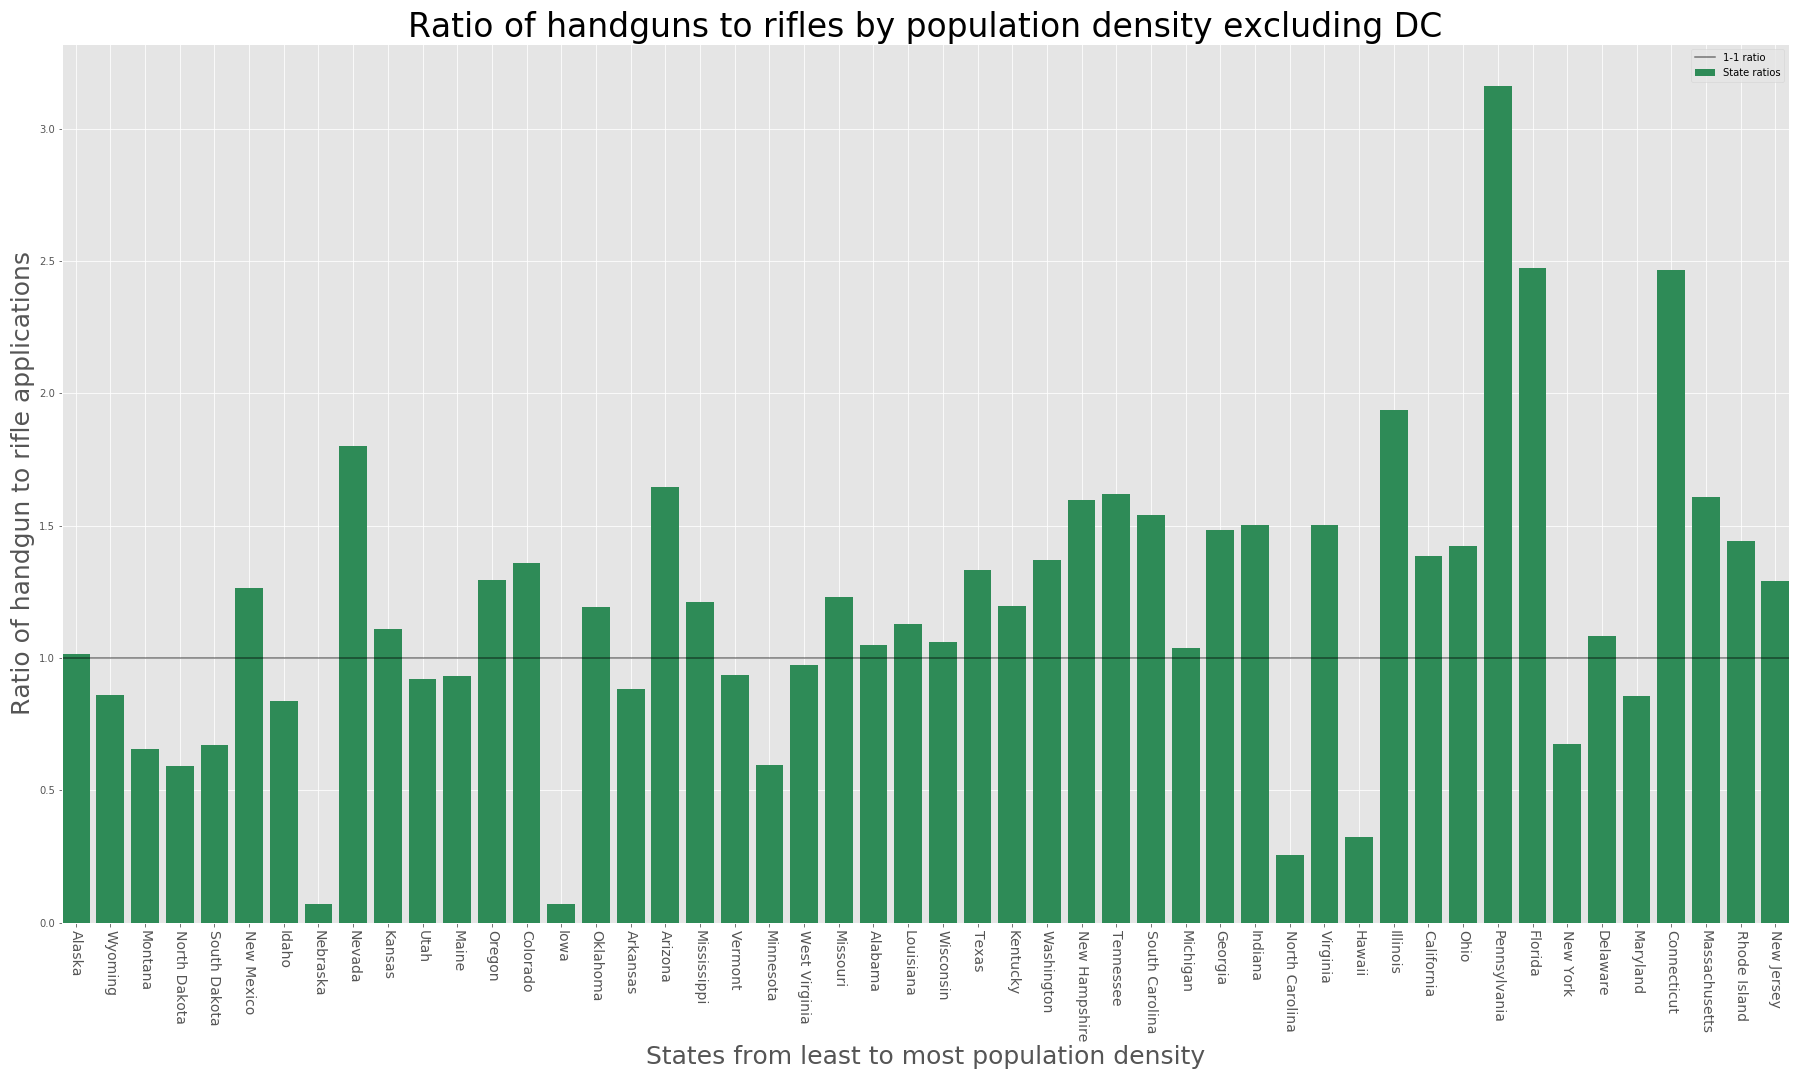 Ratio of handguns to rifles by population density excluding DC
1-1 ratio
State ratios
Ratio of handgun to rifle applications
3.0
2.5
2.0
1.5
1.0
0.5
0.0
Alaska
Wyoming
Montana
North Dakota
South Dakota
New Mexico
Idaho
Nebraska
Nevada
Kansas
Utah
Maine
Oregon
Colorado
Iowa
Oklahoma
Arkansas
Arizona
Mississippi
Vermont
Minnesota
West Virginia
Missouri
Alabama
Louisiana
Wisconsin
Texas
Kentucky
Washington
New Hampshire
Tennessee
South Carolina
Michigan
Georgia
Indiana
North Carolina
Virginia
Hawaii
Illinois
California
Ohio
Pennsylvania
Florida
New York
Delaware
Maryland
Connecticut
Massachusetts
Rhode Island
New Jersey
States from least to most population density